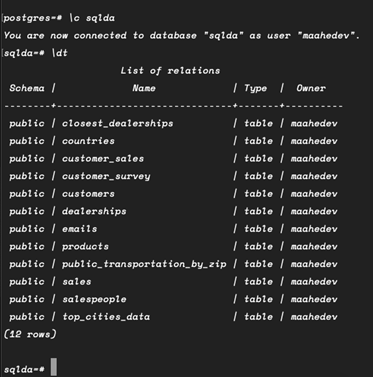 postgres=# \c sqlda
You are now connected to database "sqlda" as user "maahedev".
sqlda=# \dt
List of relations
Schema | Name | Type | Owner
--------+-----------------------------+-------+----------
public | closest_dealerships | table | maahedev
public | countries | table | maahedev
public | customer_sales | table | maahedev
public | customer_survey | table | maahedev
public | customers | table | maahedev
public | dealerships | table | maahedev
public | emails | table | maahedev
public | products | table | maahedev
public | public_transportation_by_zip | table | maahedev
public | sales | table | maahedev
public | salespeople | table | maahedev
public | top_cities_data | table | maahedev
(12 rows)
sqlda=#